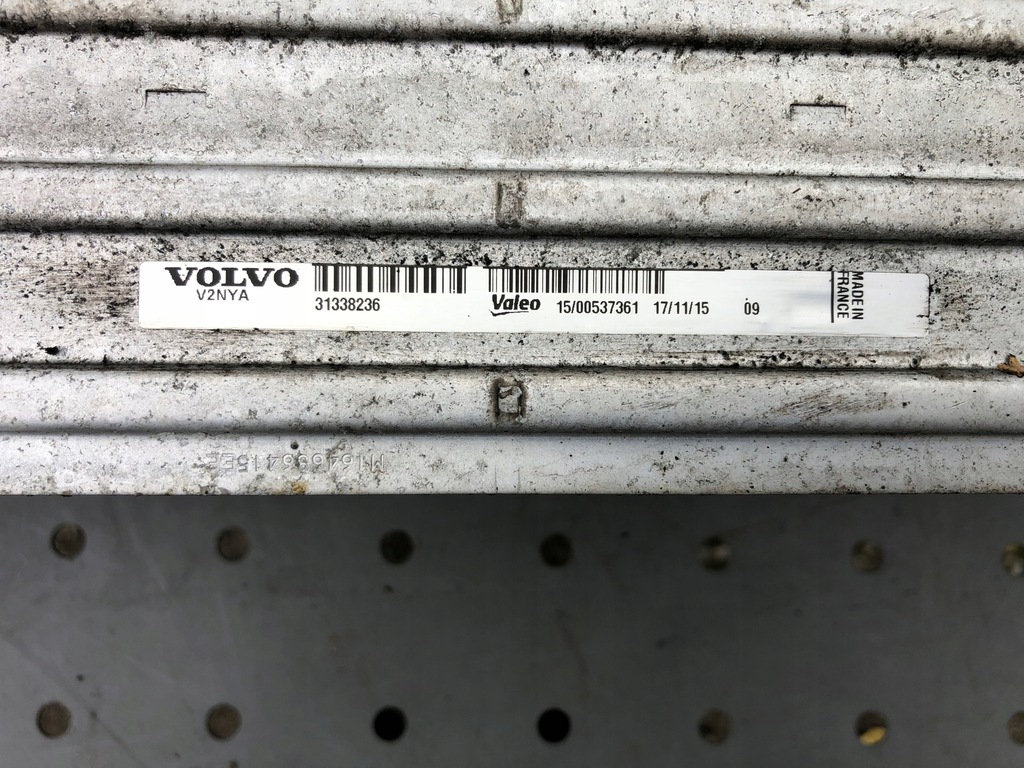 VOLVO
V2NYA
31338236
Valeo 15/00537361 17/11/15 09
MADE IN
FRANCE